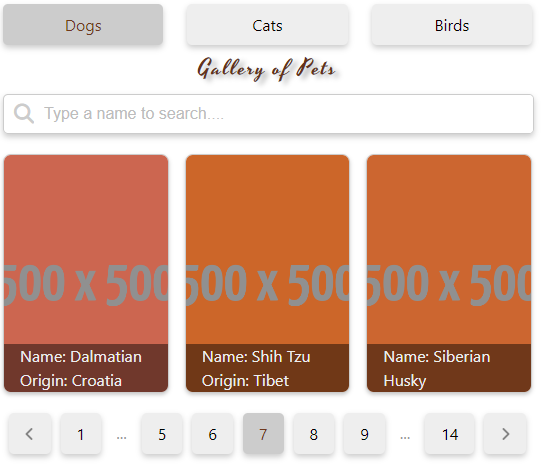 Dogs Cats Birds
Gallery of Pets
Type a name to search....
500 x 500 500 x 500 500 x 500
Name: Dalmatian
Origin: Croatia
Name: Shih Tzu
Origin: Tibet
Name: Siberian
Husky
1 ... 5 6 7 8 9 ... 14